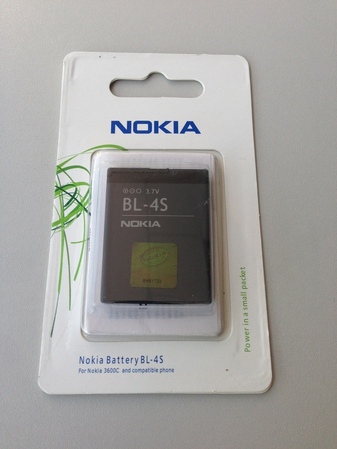 NOKIA
3.7V
BL-4S
NOKIA
Power in a small packet
Nokia Battery BL-4S
For Nokia 3600C and compatible phone